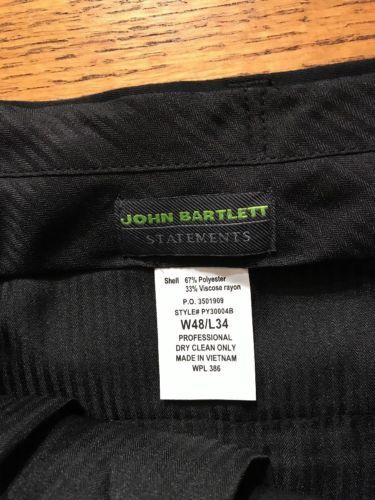 JOHN BARTLETT
STATEMENTS
Shell 67% Polyester
33% Viscose rayon
P.O. 3501909
STYLE# PY30004B
W48/L34
PROFESSIONAL
DRY CLEAN ONLY
MADE IN VIETNAM
WPL 386